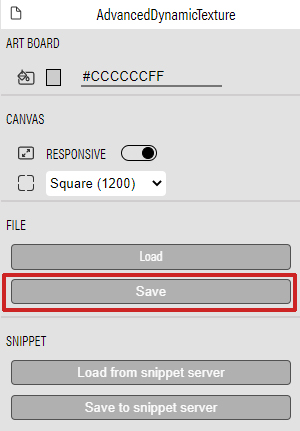 AdvancedDynamicTexture
ART BOARD
#CCCCCCFF
CANVAS
RESPONSIVE
Square (1200)
FILE
Load
Save
SNIPPET
Load from snippet server
Save to snippet server